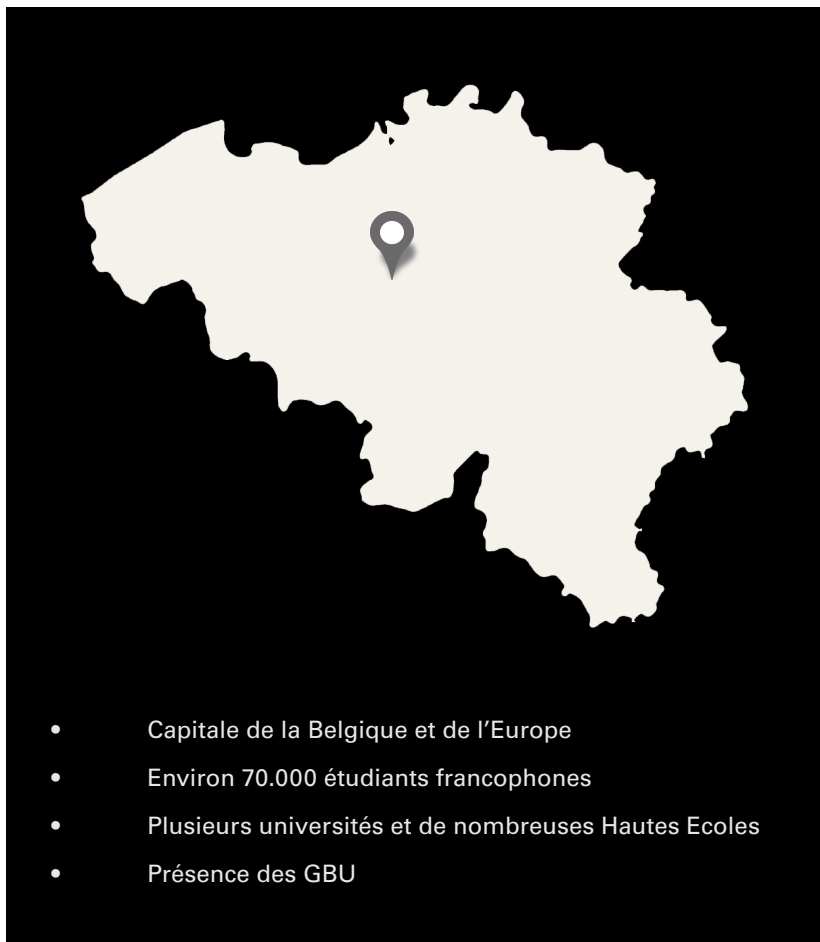 • Capitale de la Belgique et de l’Europe
• Environ 70.000 étudiants francophones
• Plusieurs universités et de nombreuses Hautes Ecoles
• Présence des GBU